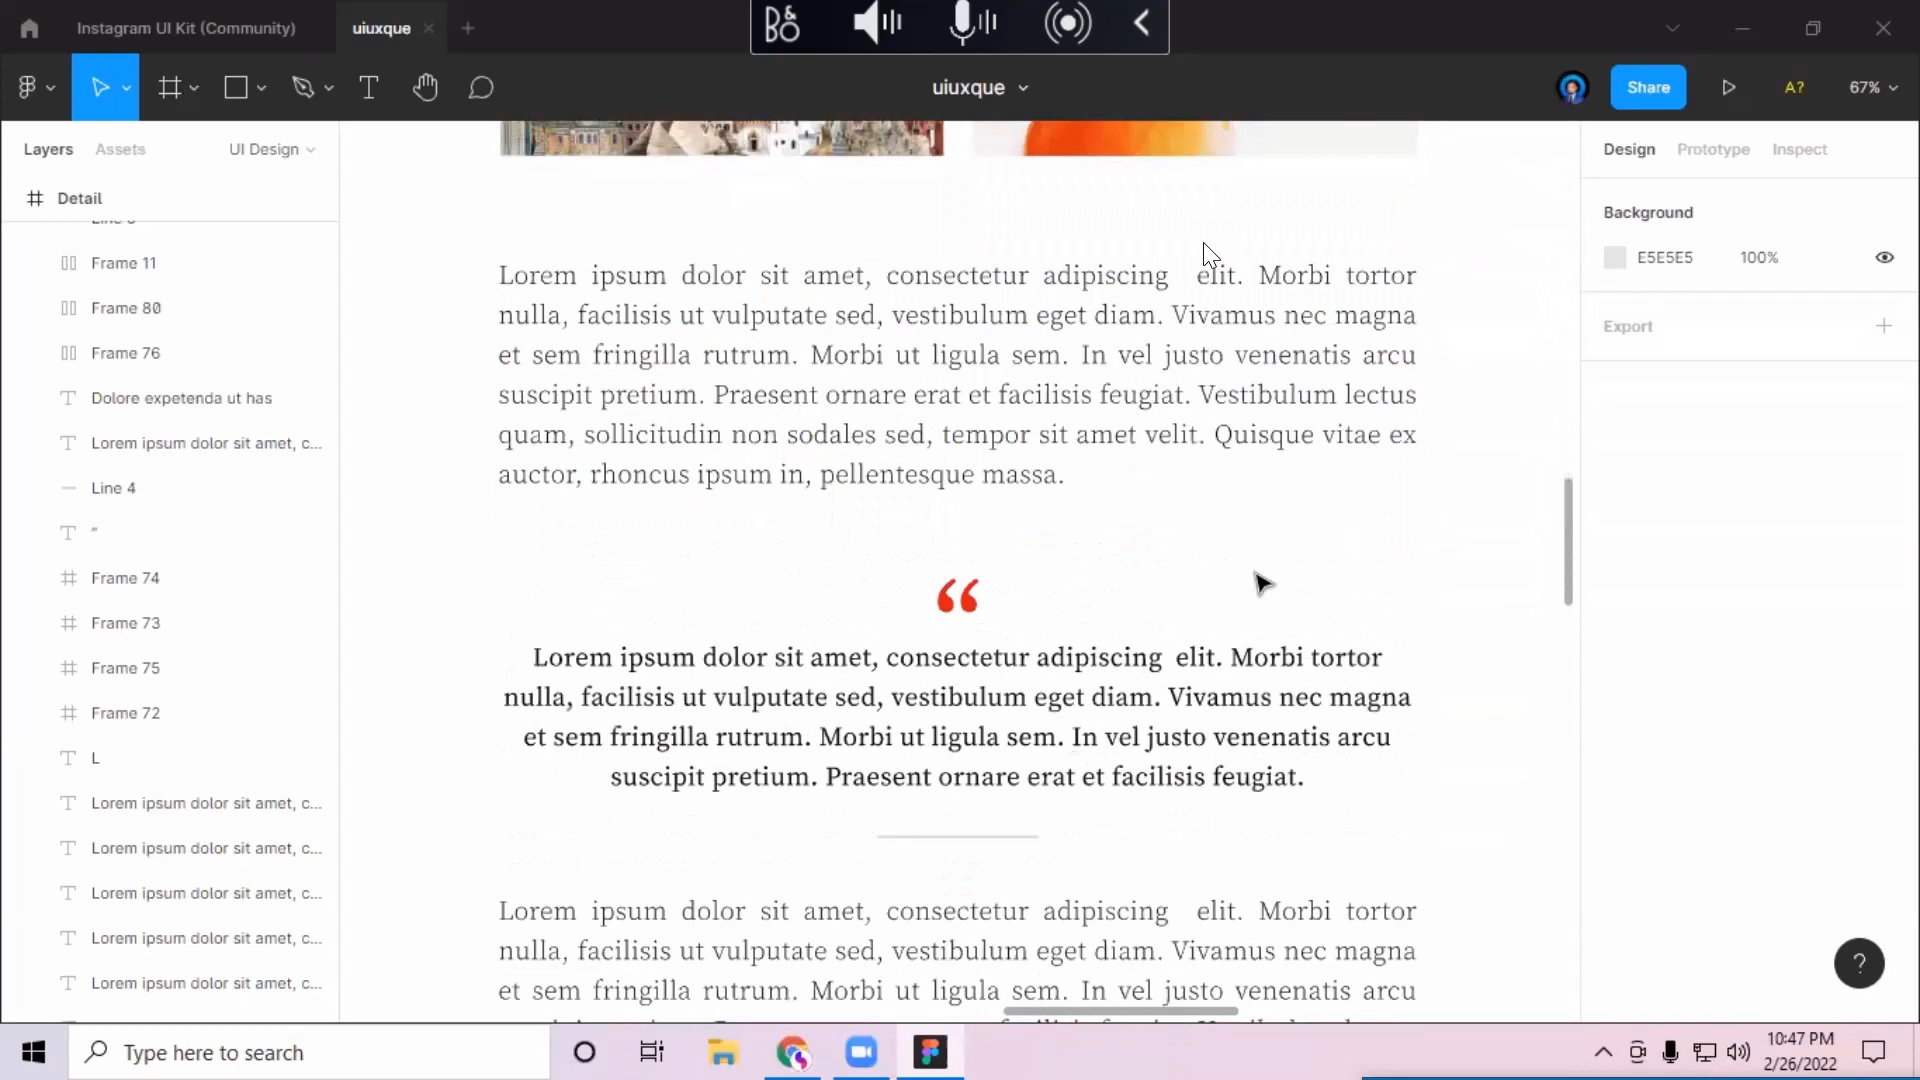 Instagram UI Kit (Community)
uiuxque
B&O
uiuxque
Share
A?
67%
Layers
Assets
UI Design
Design
Prototype
Inspect
Detail
Background
E5E5E5
100%
Export
Frame 11
Frame 80
Frame 76
Dolore expetenda ut has
Lorem ipsum dolor sit amet, c...
Line 4
"
Frame 74
Frame 73
Frame 75
Frame 72
L
Lorem ipsum dolor sit amet, c...
Lorem ipsum dolor sit amet, c...
Lorem ipsum dolor sit amet, c...
Lorem ipsum dolor sit amet, c...
Lorem ipsum dolor sit amet, c...
Lorem ipsum dolor sit amet, consectetur adipiscing elit. Morbi tortor
nulla, facilisis ut vulputate sed, vestibulum eget diam. Vivamus nec magna
et sem fringilla rutrum. Morbi ut ligula sem. In vel justo venenatis arcu
suscipit pretium. Praesent ornare erat et facilisis feugiat. Vestibulum lectus
quam, sollicitudin non sodales sed, tempor sit amet velit. Quisque vitae ex
auctor, rhoncus ipsum in, pellentesque massa.
“
Lorem ipsum dolor sit amet, consectetur adipiscing elit. Morbi tortor
nulla, facilisis ut vulputate sed, vestibulum eget diam. Vivamus nec magna
et sem fringilla rutrum. Morbi ut ligula sem. In vel justo venenatis arcu
suscipit pretium. Praesent ornare erat et facilisis feugiat.
Lorem ipsum dolor sit amet, consectetur adipiscing elit. Morbi tortor
nulla, facilisis ut vulputate sed, vestibulum eget diam. Vivamus nec magna
et sem fringilla rutrum. Morbi ut ligula sem. In vel justo venenatis arcu
?
Type here to search
10:47 PM
2/26/2022